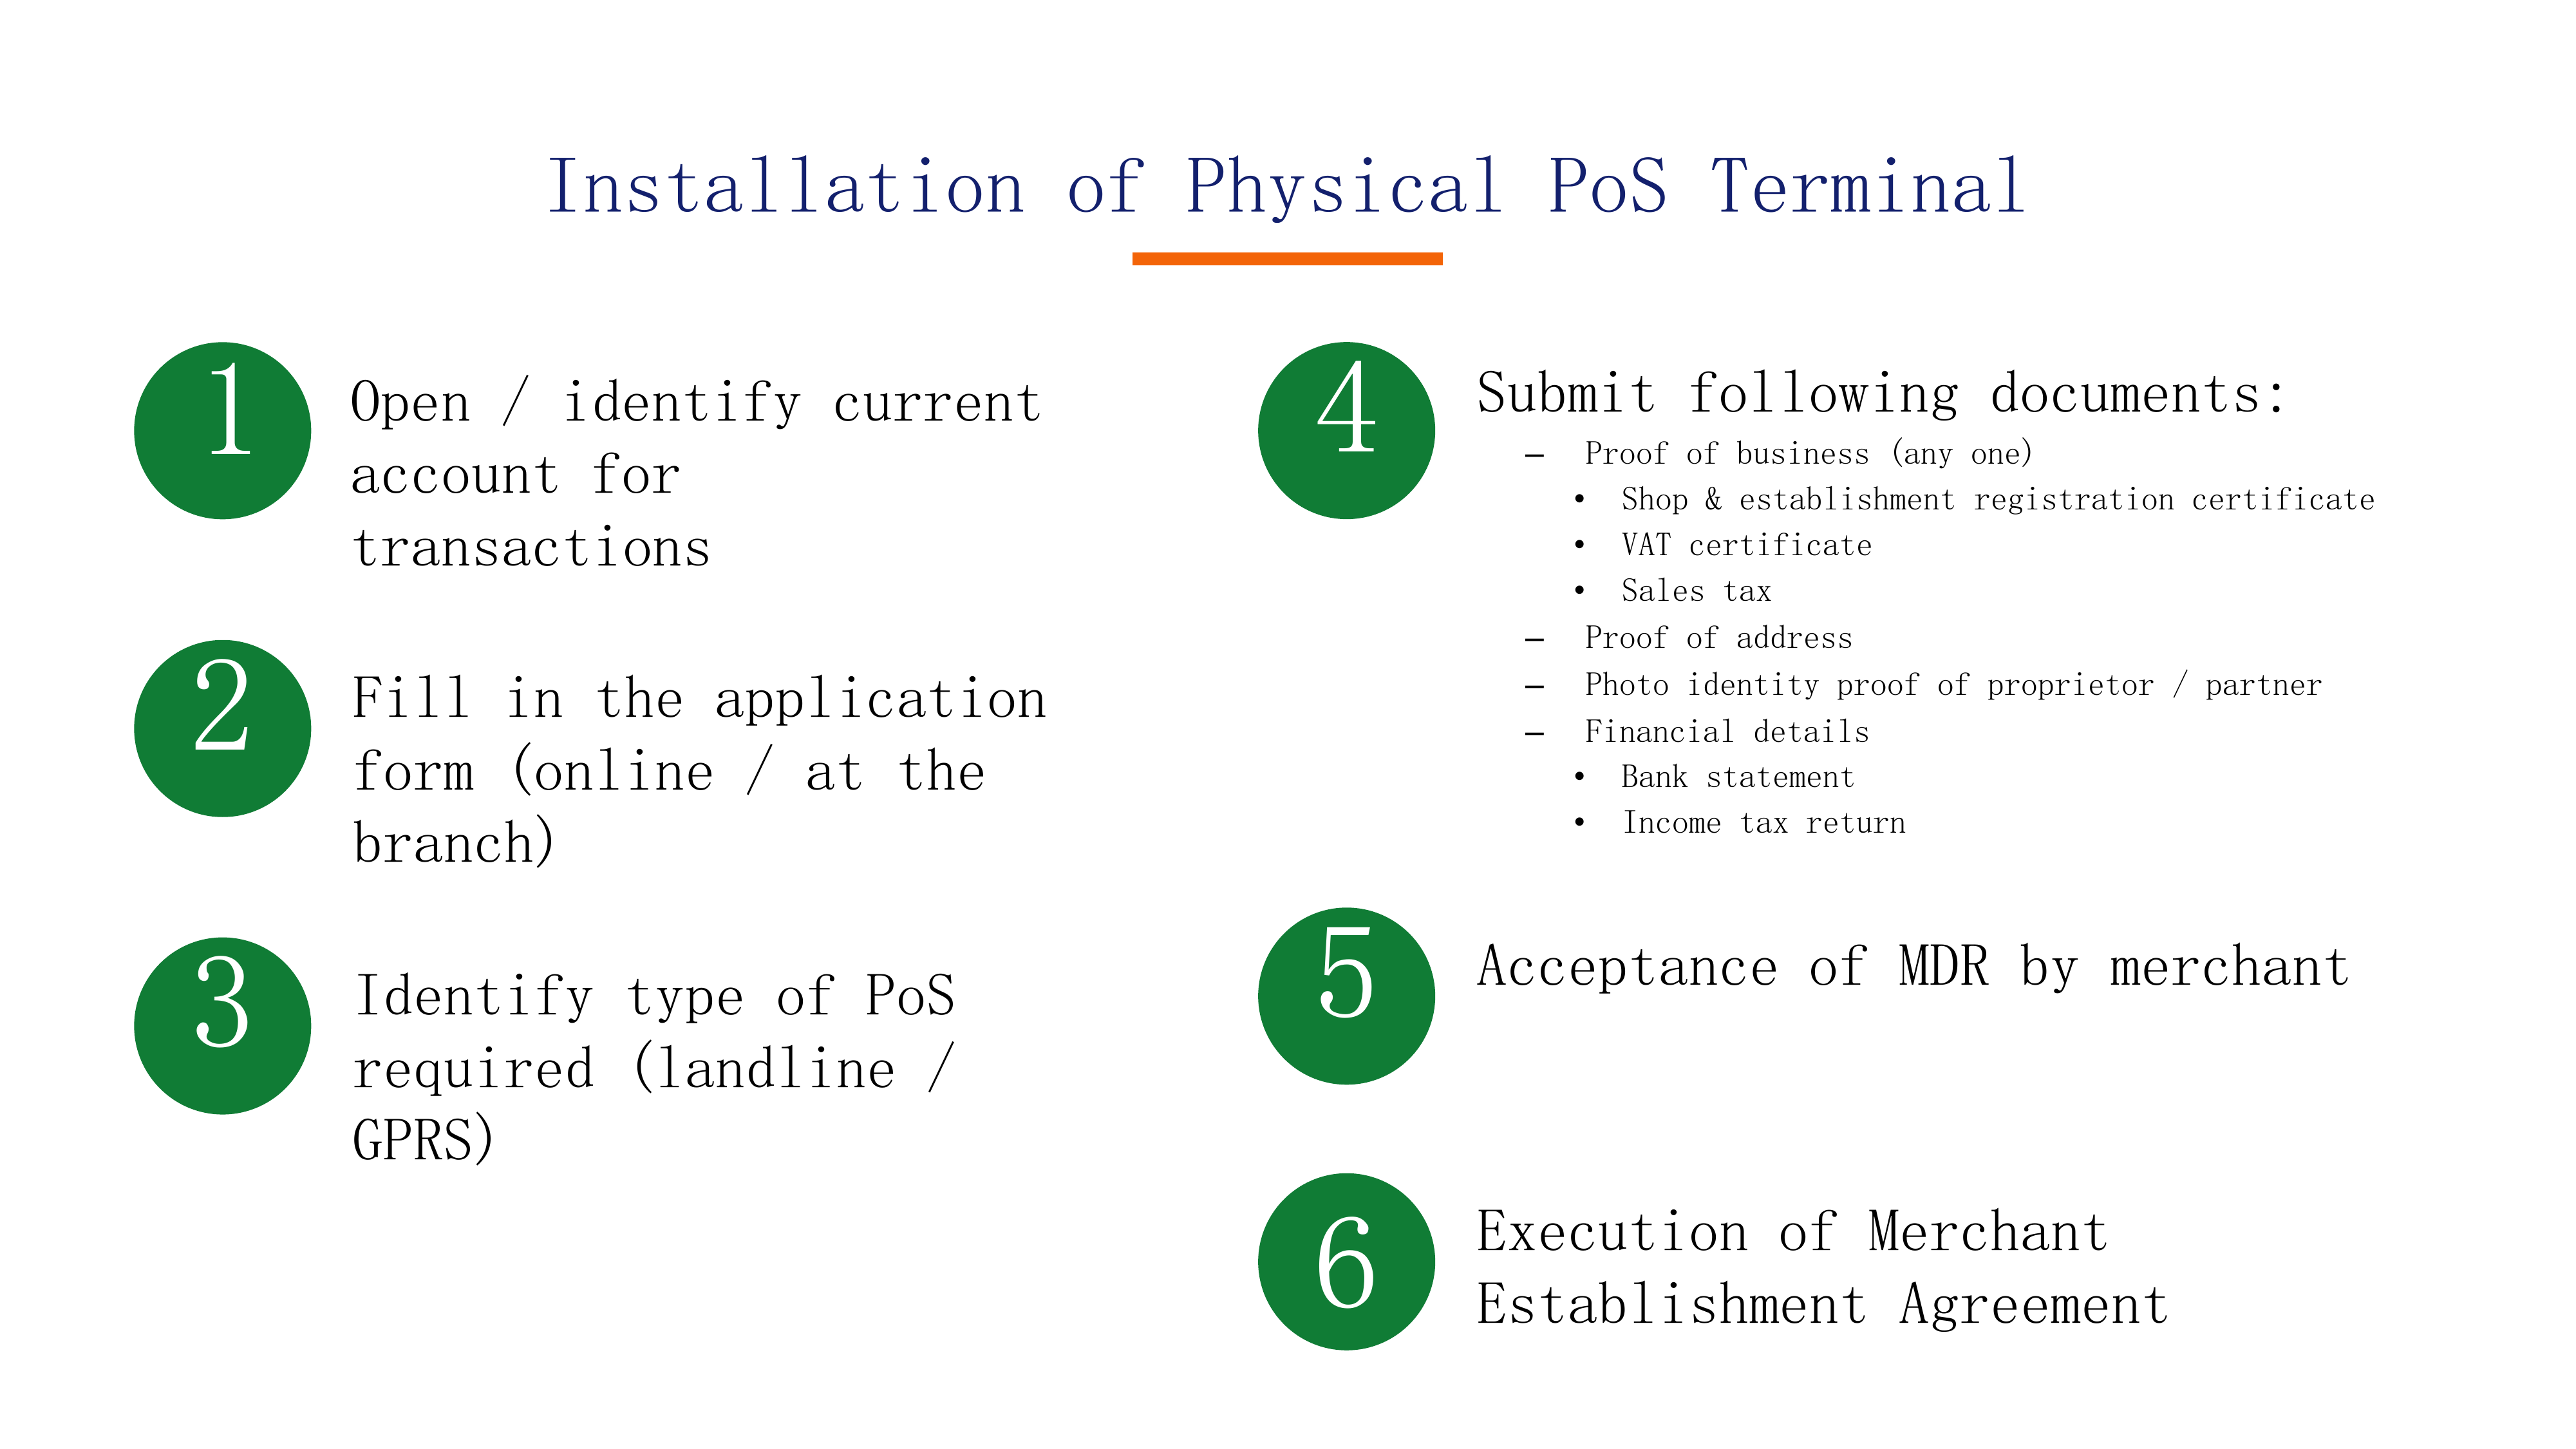 Installation of Physical PoS Terminal
1
Open / identify current
account for
transactions
2
Fill in the application
form (online / at the
branch)
3
Identify type of PoS
required (landline /
GPRS)
4
Submit following documents:
– Proof of business (any one)
• Shop & establishment registration certificate
• VAT certificate
• Sales tax
– Proof of address
– Photo identity proof of proprietor / partner
– Financial details
• Bank statement
• Income tax return
5
Acceptance of MDR by merchant
6
Execution of Merchant
Establishment Agreement